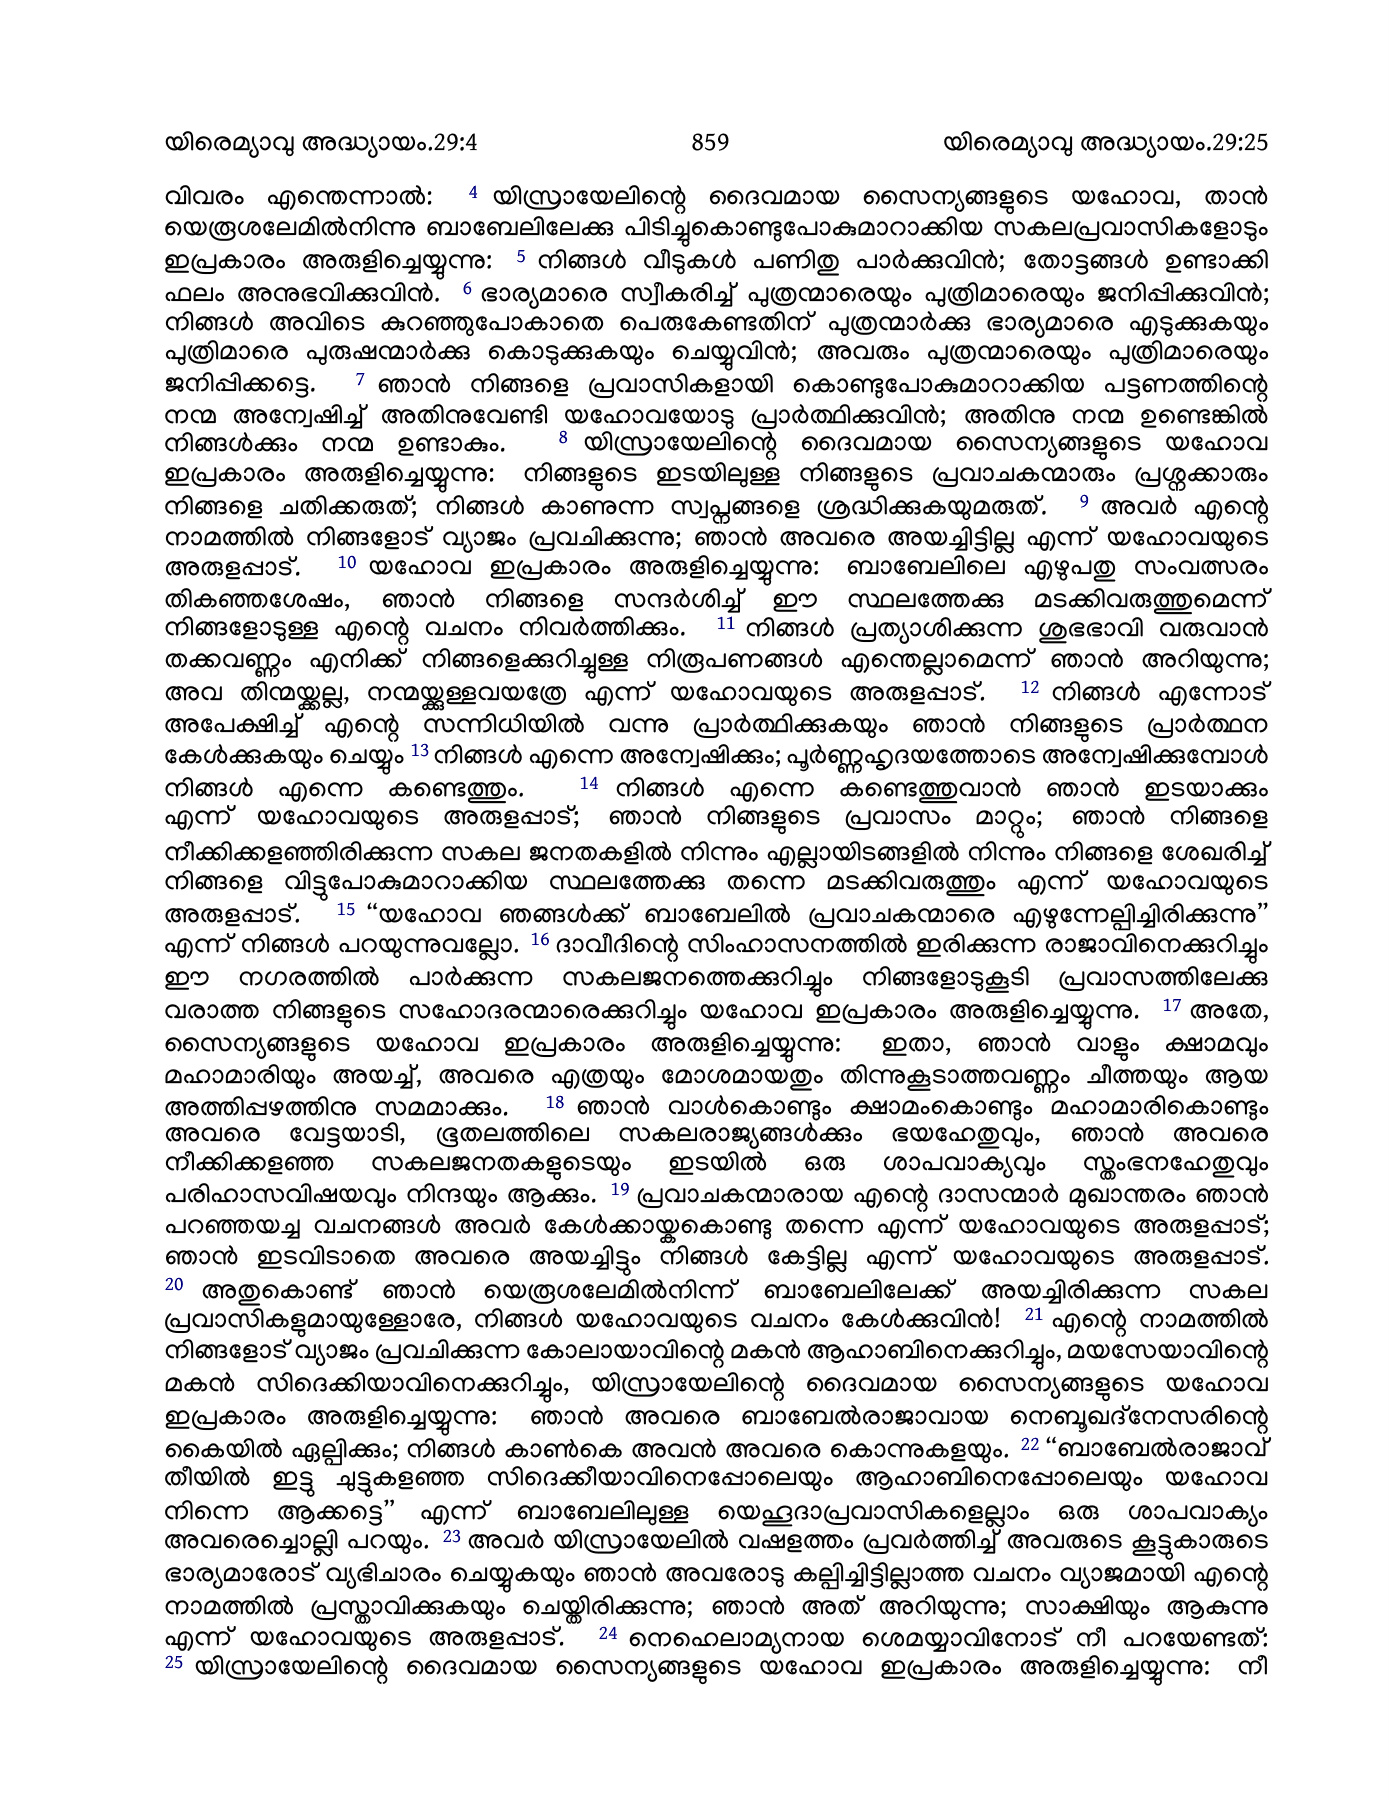 യിരെമ്യാവു അദ്ധ്യായം.29:4 859 യിരെമ്യാവു അദ്ധ്യായം.29:25
വിവരം എന്തെന്നാൽ: 4 യിസ്രായേലിന്റെ ദൈവമായ സൈന്യങ്ങളുടെ യഹോവ, താൻ
യെരൂശലേമിൽനിന്നു ബാബേലിലേക്കു പിടിച്ചുകൊണ്ടുപോകുമാറാക്കിയ സകലപ്രവാസികളോടും
ഇപ്രകാരം അരുളിച്ചെയ്യുന്നു: 5 നിങ്ങൾ വീടുകൾ പണിതു പാർക്കുവിൻ; തോട്ടങ്ങൾ ഉണ്ടാക്കി
ഫലം അനുഭവിക്കുവിൻ. 6 ഭാര്യമാരെ സ്വീകരിച്ച് പുത്രന്മാരെയും പുത്രിമാരെയും ജനിപ്പിക്കുവിൻ;
നിങ്ങൾ അവിടെ കുറഞ്ഞുപോകാതെ പെരുകേണ്ടതിന് പുത്രന്മാർക്കു ഭാര്യമാരെ എടുക്കുകയും
പുത്രിമാരെ പുരുഷന്മാർക്കു കൊടുക്കുകയും ചെയ്യുവിൻ; അവരും പുത്രന്മാരെയും പുത്രിമാരെയും
ജനിപ്പിക്കട്ടെ. 7 ഞാൻ നിങ്ങളെ പ്രവാസികളായി കൊണ്ടുപോകുമാറാക്കിയ പട്ടണത്തിന്റെ
നന്മ അന്വേഷിച്ച് അതിനുവേണ്ടി യഹോവയോടു പ്രാർത്ഥിക്കുവിൻ; അതിനു നന്മ ഉണ്ടെങ്കിൽ
നിങ്ങൾക്കും നന്മ ഉണ്ടാകും. 8 യിസ്രായേലിന്റെ ദൈവമായ സൈന്യങ്ങളുടെ യഹോവ
ഇപ്രകാരം അരുളിച്ചെയ്യുന്നു: നിങ്ങളുടെ ഇടയിലുള്ള നിങ്ങളുടെ പ്രവാചകന്മാരും പ്രശ്നക്കാരും
നിങ്ങളെ ചതിക്കരുത്; നിങ്ങൾ കാണുന്ന സ്വപ്നങ്ങളെ ശ്രദ്ധിക്കുകയുമരുത്. 9 അവർ എന്റെ
നാമത്തിൽ നിങ്ങളോട് വ്യാജം പ്രവചിക്കുന്നു; ഞാൻ അവരെ അയച്ചിട്ടില്ല എന്ന് യഹോവയുടെ
അരുളപ്പാട്. 10 യഹോവ ഇപ്രകാരം അരുളിച്ചെയ്യുന്നു: ബാബേലിലെ എഴുപതു സംവത്സരം
തികഞ്ഞശേഷം, ഞാൻ നിങ്ങളെ സന്ദർശിച്ച് ഈ സ്ഥലത്തേക്കു മടക്കിവരുത്തുമെന്ന്
നിങ്ങളോടുള്ള എന്റെ വചനം നിവർത്തിക്കും. 11 നിങ്ങൾ പ്രത്യാശിക്കുന്ന ശുഭഭാവി വരുവാൻ
തക്കവണ്ണം എനിക്ക് നിങ്ങളെക്കുറിച്ചുള്ള നിരൂപണങ്ങൾ എന്തെല്ലാമെന്ന് ഞാൻ അറിയുന്നു;
അവ തിന്മയ്ക്കല്ല, നന്മയ്ക്കുള്ളവയത്രേ എന്ന് യഹോവയുടെ അരുളപ്പാട്. 12 നിങ്ങൾ എന്നോട്
അപേക്ഷിച്ച് എന്റെ സന്നിധിയിൽ വന്നു പ്രാർത്ഥിക്കുകയും ഞാൻ നിങ്ങളുടെ പ്രാർത്ഥന
കേൾക്കുകയും ചെയ്യും 13 നിങ്ങൾ എന്നെ അന്വേഷിക്കും; പൂർണ്ണഹൃദയത്തോടെ അന്വേഷിക്കുമ്പോൾ
നിങ്ങൾ എന്നെ കണ്ടെത്തും. 14 നിങ്ങൾ എന്നെ കണ്ടെത്തുവാൻ ഞാൻ ഇടയാക്കും
എന്ന് യഹോവയുടെ അരുളപ്പാട്; ഞാൻ നിങ്ങളുടെ പ്രവാസം മാറ്റും; ഞാൻ നിങ്ങളെ
നീക്കിക്കളഞ്ഞിരിക്കുന്ന സകല ജനതകളിൽ നിന്നും എല്ലായിടങ്ങളിൽ നിന്നും നിങ്ങളെ ശേഖരിച്ച്
നിങ്ങളെ വിട്ടുപോകുമാറാക്കിയ സ്ഥലത്തേക്കു തന്നെ മടക്കിവരുത്തും എന്ന് യഹോവയുടെ
അരുളപ്പാട്. 15 “യഹോവ ഞങ്ങൾക്ക് ബാബേലിൽ പ്രവാചകന്മാരെ എഴുന്നേല്പിച്ചിരിക്കുന്നു”
എന്ന് നിങ്ങൾ പറയുന്നുവല്ലോ. 16 ദാവീദിന്റെ സിംഹാസനത്തിൽ ഇരിക്കുന്ന രാജാവിനെക്കുറിച്ചും
ഈ നഗരത്തിൽ പാർക്കുന്ന സകലജനത്തെക്കുറിച്ചും നിങ്ങളോടുകൂടി പ്രവാസത്തിലേക്കു
വരാത്ത നിങ്ങളുടെ സഹോദരന്മാരെക്കുറിച്ചും യഹോവ ഇപ്രകാരം അരുളിച്ചെയ്യുന്നു. 17 അതേ,
സൈന്യങ്ങളുടെ യഹോവ ഇപ്രകാരം അരുളിച്ചെയ്യുന്നു: ഇതാ, ഞാൻ വാളും ക്ഷാമവും
മഹാമാരിയും അയച്ച്, അവരെ എത്രയും മോശമായതും തിന്നുകൂടാത്തവണ്ണം ചീത്തയും ആയ
അത്തിപ്പഴത്തിനു സമമാക്കും. 18 ഞാൻ വാൾകൊണ്ടും ക്ഷാമംകൊണ്ടും മഹാമാരികൊണ്ടും
അവരെ വേട്ടയാടി, ഭൂതലത്തിലെ സകലരാജ്യങ്ങൾക്കും ഭയഹേതുവും, ഞാൻ അവരെ
നീക്കിക്കളഞ്ഞ സകലജനതകളുടെയും ഇടയിൽ ഒരു ശാപവാക്യവും സ്തംഭനഹേതുവും
പരിഹാസവിഷയവും നിന്ദയും ആക്കും. 19 പ്രവാചകന്മാരായ എന്റെ ദാസന്മാർ മുഖാന്തരം ഞാൻ
പറഞ്ഞയച്ച വചനങ്ങൾ അവർ കേൾക്കായ്കകൊണ്ടു തന്നെ എന്ന് യഹോവയുടെ അരുളപ്പാട്;
ഞാൻ ഇടവിടാതെ അവരെ അയച്ചിട്ടും നിങ്ങൾ കേട്ടില്ല എന്ന് യഹോവയുടെ അരുളപ്പാട്.
20 അതുകൊണ്ട് ഞാൻ യെരൂശലേമിൽനിന്ന് ബാബേലിലേക്ക് അയച്ചിരിക്കുന്ന സകല
പ്രവാസികളുമായുള്ളോരേ, നിങ്ങൾ യഹോവയുടെ വചനം കേൾക്കുവിൻ! 21 എന്റെ നാമത്തിൽ
നിങ്ങളോട് വ്യാജം പ്രവചിക്കുന്ന കോലായാവിന്റെ മകൻ ആഹാബിനെക്കുറിച്ചും, മയസേയാവിന്റെ
മകൻ സിദെക്കിയാവിനെക്കുറിച്ചും, യിസ്രായേലിന്റെ ദൈവമായ സൈന്യങ്ങളുടെ യഹോവ
ഇപ്രകാരം അരുളിച്ചെയ്യുന്നു: ഞാൻ അവരെ ബാബേൽരാജാവായ നെബൂഖദ്നേസരിന്റെ
കൈയിൽ ഏല്പിക്കും; നിങ്ങൾ കാൺകെ അവൻ അവരെ കൊന്നുകളയും. 22 “ബാബേൽരാജാവ്
തീയിൽ ഇട്ടു ചുട്ടുകളഞ്ഞ സിദെക്കീയാവിനെപ്പോലെയും ആഹാബിനെപ്പോലെയും യഹോവ
നിന്നെ ആക്കട്ടെ” എന്ന് ബാബേലിലുള്ള യെഹൂദാപ്രവാസികളെല്ലാം ഒരു ശാപവാക്യം
അവരെച്ചൊല്ലി പറയും. 23 അവർ യിസ്രായേലിൽ വഷളത്തം പ്രവർത്തിച്ച് അവരുടെ കൂട്ടുകാരുടെ
ഭാര്യമാരോട് വ്യഭിചാരം ചെയ്യുകയും ഞാൻ അവരോടു കല്പിച്ചിട്ടില്ലാത്ത വചനം വ്യാജമായി എന്റെ
നാമത്തിൽ പ്രസ്താവിക്കുകയും ചെയ്തിരിക്കുന്നു; ഞാൻ അത് അറിയുന്നു; സാക്ഷിയും ആകുന്നു
എന്ന് യഹോവയുടെ അരുളപ്പാട്. 24 നെഹെലാമ്യനായ ശെമയ്യാവിനോട് നീ പറയേണ്ടത്:
25 യിസ്രായേലിന്റെ ദൈവമായ സൈന്യങ്ങളുടെ യഹോവ ഇപ്രകാരം അരുളിച്ചെയ്യുന്നു: നീ